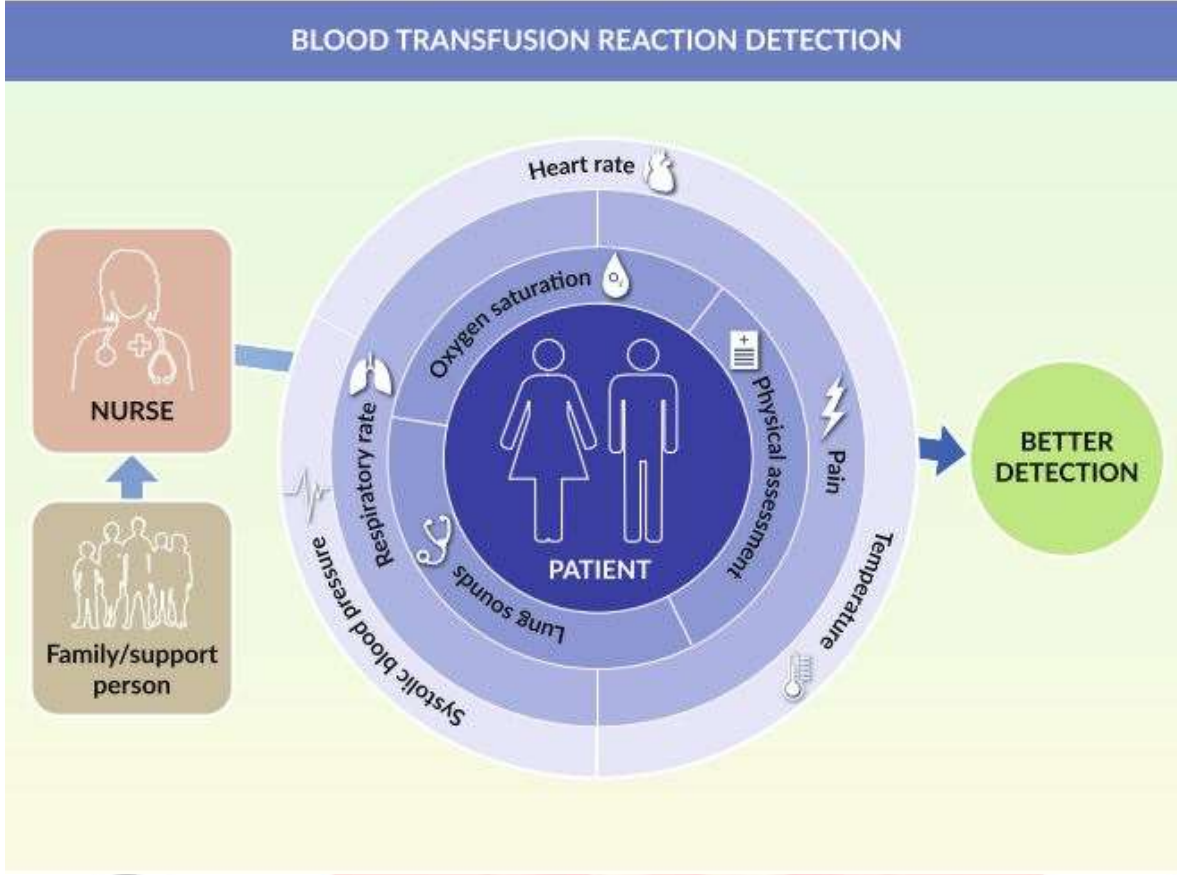 BLOOD TRANSFUSION REACTION DETECTION
Heart rate
Oxygen saturation
O₂
Respiratory rate
Physical assessment
Pain
Lung sounds
Systolic blood pressure
Temperature
PATIENT
NURSE
Family/support
person
BETTER
DETECTION